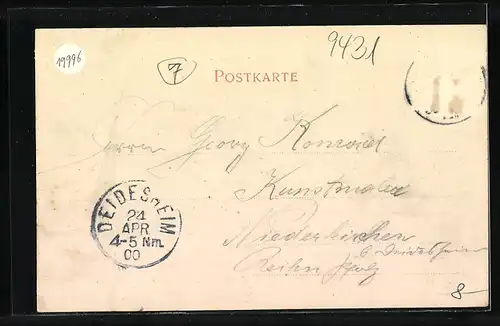 19996
7
9431
POSTKARTE
Herrn Georg Konrad
Kunstmaler
Niederkirchen
b Deidesheim
Rhein Pfalz
DEIDESHEIM
24
APR
4-5 Nm.
00
8-